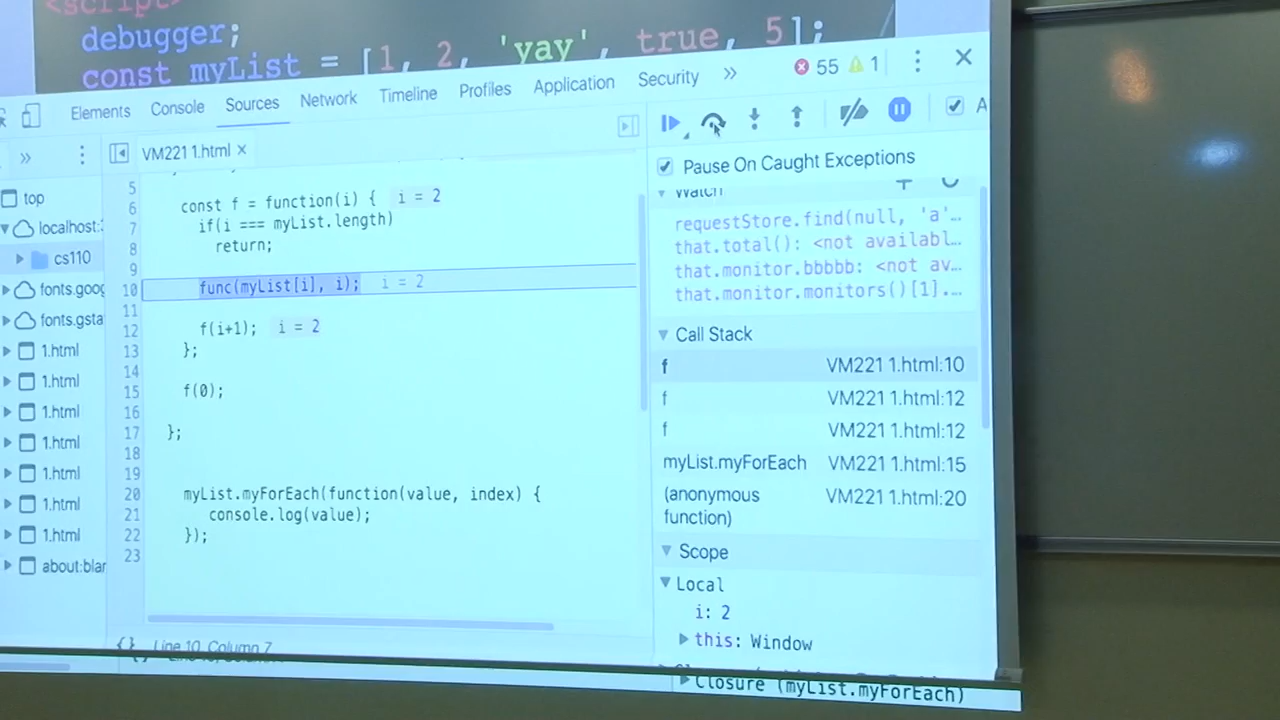 <script>
debugger;
const myList = [1, 2, 'yay', true, 5];
Elements Console Sources Network Timeline Profiles Application Security » 55 1
» VM221 1.html ×
Pause On Caught Exceptions
top
localhost:
cs110
fonts.goog
fonts.gsta
1.html
1.html
1.html
1.html
1.html
1.html
1.html
about:blan
5
6 const f = function(i) { i = 2
7 if(i === myList.length)
8 return;
9
10 func(myList[i], i); i = 2
11
12 f(i+1); i = 2
13 };
14
15 f(0);
16
17 };
18
19
20 myList.myForEach(function(value, index) {
21 console.log(value);
22 });
23
{} Line 10, Column 7
Watch
requestStore.find(null, 'a'…
that.total(): <not availabl…
that.monitor.bbbbb: <not av…
that.monitor.monitors()[1].…
Call Stack
f VM221 1.html:10
f VM221 1.html:12
f VM221 1.html:12
myList.myForEach VM221 1.html:15
(anonymous function) VM221 1.html:20
Scope
Local
i: 2
this: Window
Closure (myList.myForEach)